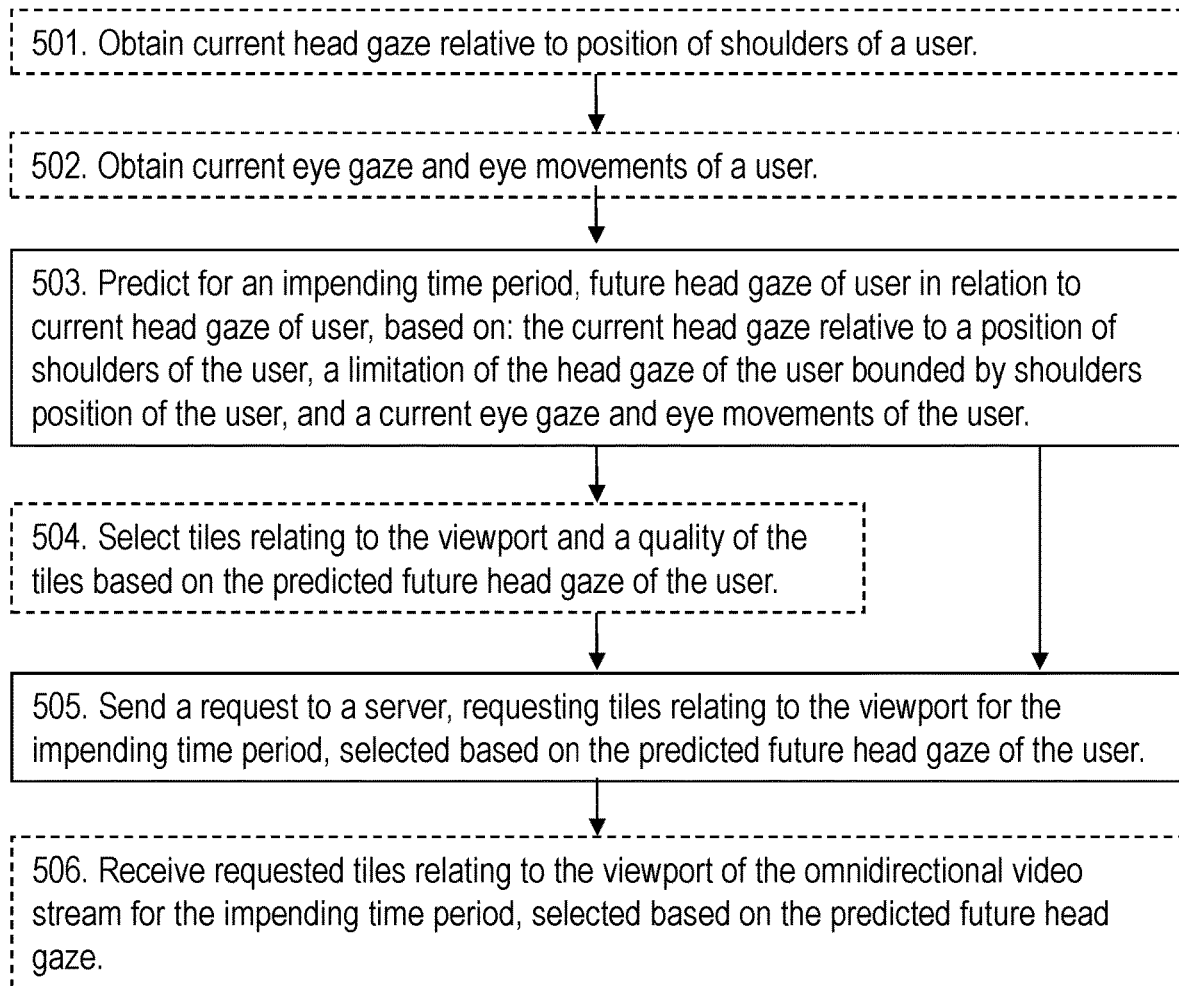 501. Obtain current head gaze relative to position of shoulders of a user.
502. Obtain current eye gaze and eye movements of a user.
503. Predict for an impending time period, future head gaze of user in relation to
current head gaze of user, based on: the current head gaze relative to a position of
shoulders of the user, a limitation of the head gaze of the user bounded by shoulders
position of the user, and a current eye gaze and eye movements of the user.
504. Select tiles relating to the viewport and a quality of the
tiles based on the predicted future head gaze of the user.
505. Send a request to a server, requesting tiles relating to the viewport for the
impending time period, selected based on the predicted future head gaze of the user.
506. Receive requested tiles relating to the viewport of the omnidirectional video
stream for the impending time period, selected based on the predicted future head
gaze.